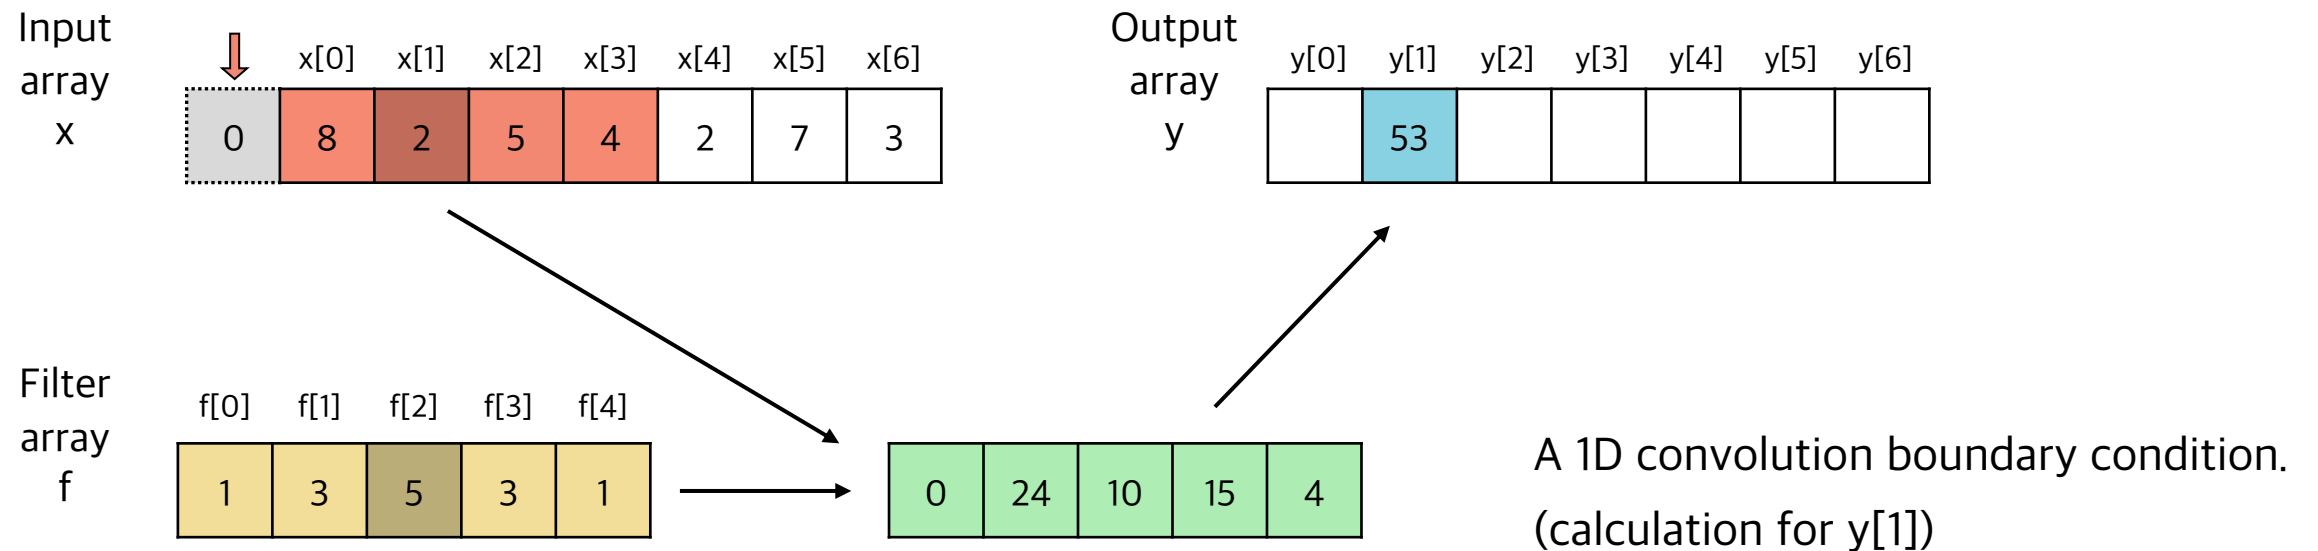 Input
array
x
x[0] x[1] x[2] x[3] x[4] x[5] x[6]
0 8 2 5 4 2 7 3
Output
array
y
y[0] y[1] y[2] y[3] y[4] y[5] y[6]
53
Filter
array
f
f[0] f[1] f[2] f[3] f[4]
1 3 5 3 1
0 24 10 15 4
A 1D convolution boundary condition.
(calculation for y[1])